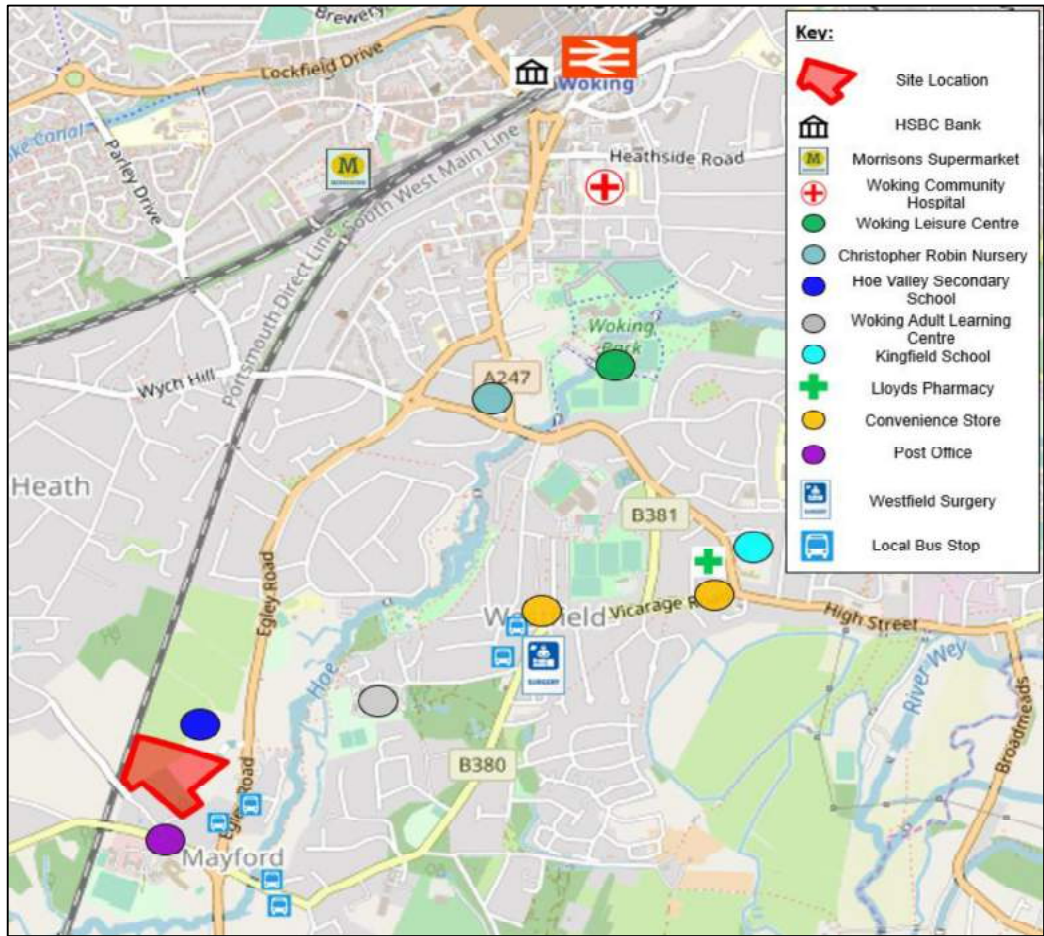 Brewery
Woking
Lockfield Drive
Woking
Heathside Road
Parley Drive
M
South West Main Line
Portsmouth Direct Line
Woking
Park
A247
Wych Hill
Heath
B381
Egley Road
Vicarage
High Street
Hoe
SURGERY
River Wey
Broadmeads
B380
Road
Mayford
Key:
Site Location
HSBC Bank
M
Morrisons Supermarket
Woking Community
Hospital
Woking Leisure Centre
Christopher Robin Nursery
Hoe Valley Secondary
School
Woking Adult Learning
Centre
Kingfield School
Lloyds Pharmacy
Convenience Store
Post Office
SURGERY
Westfield Surgery
Local Bus Stop